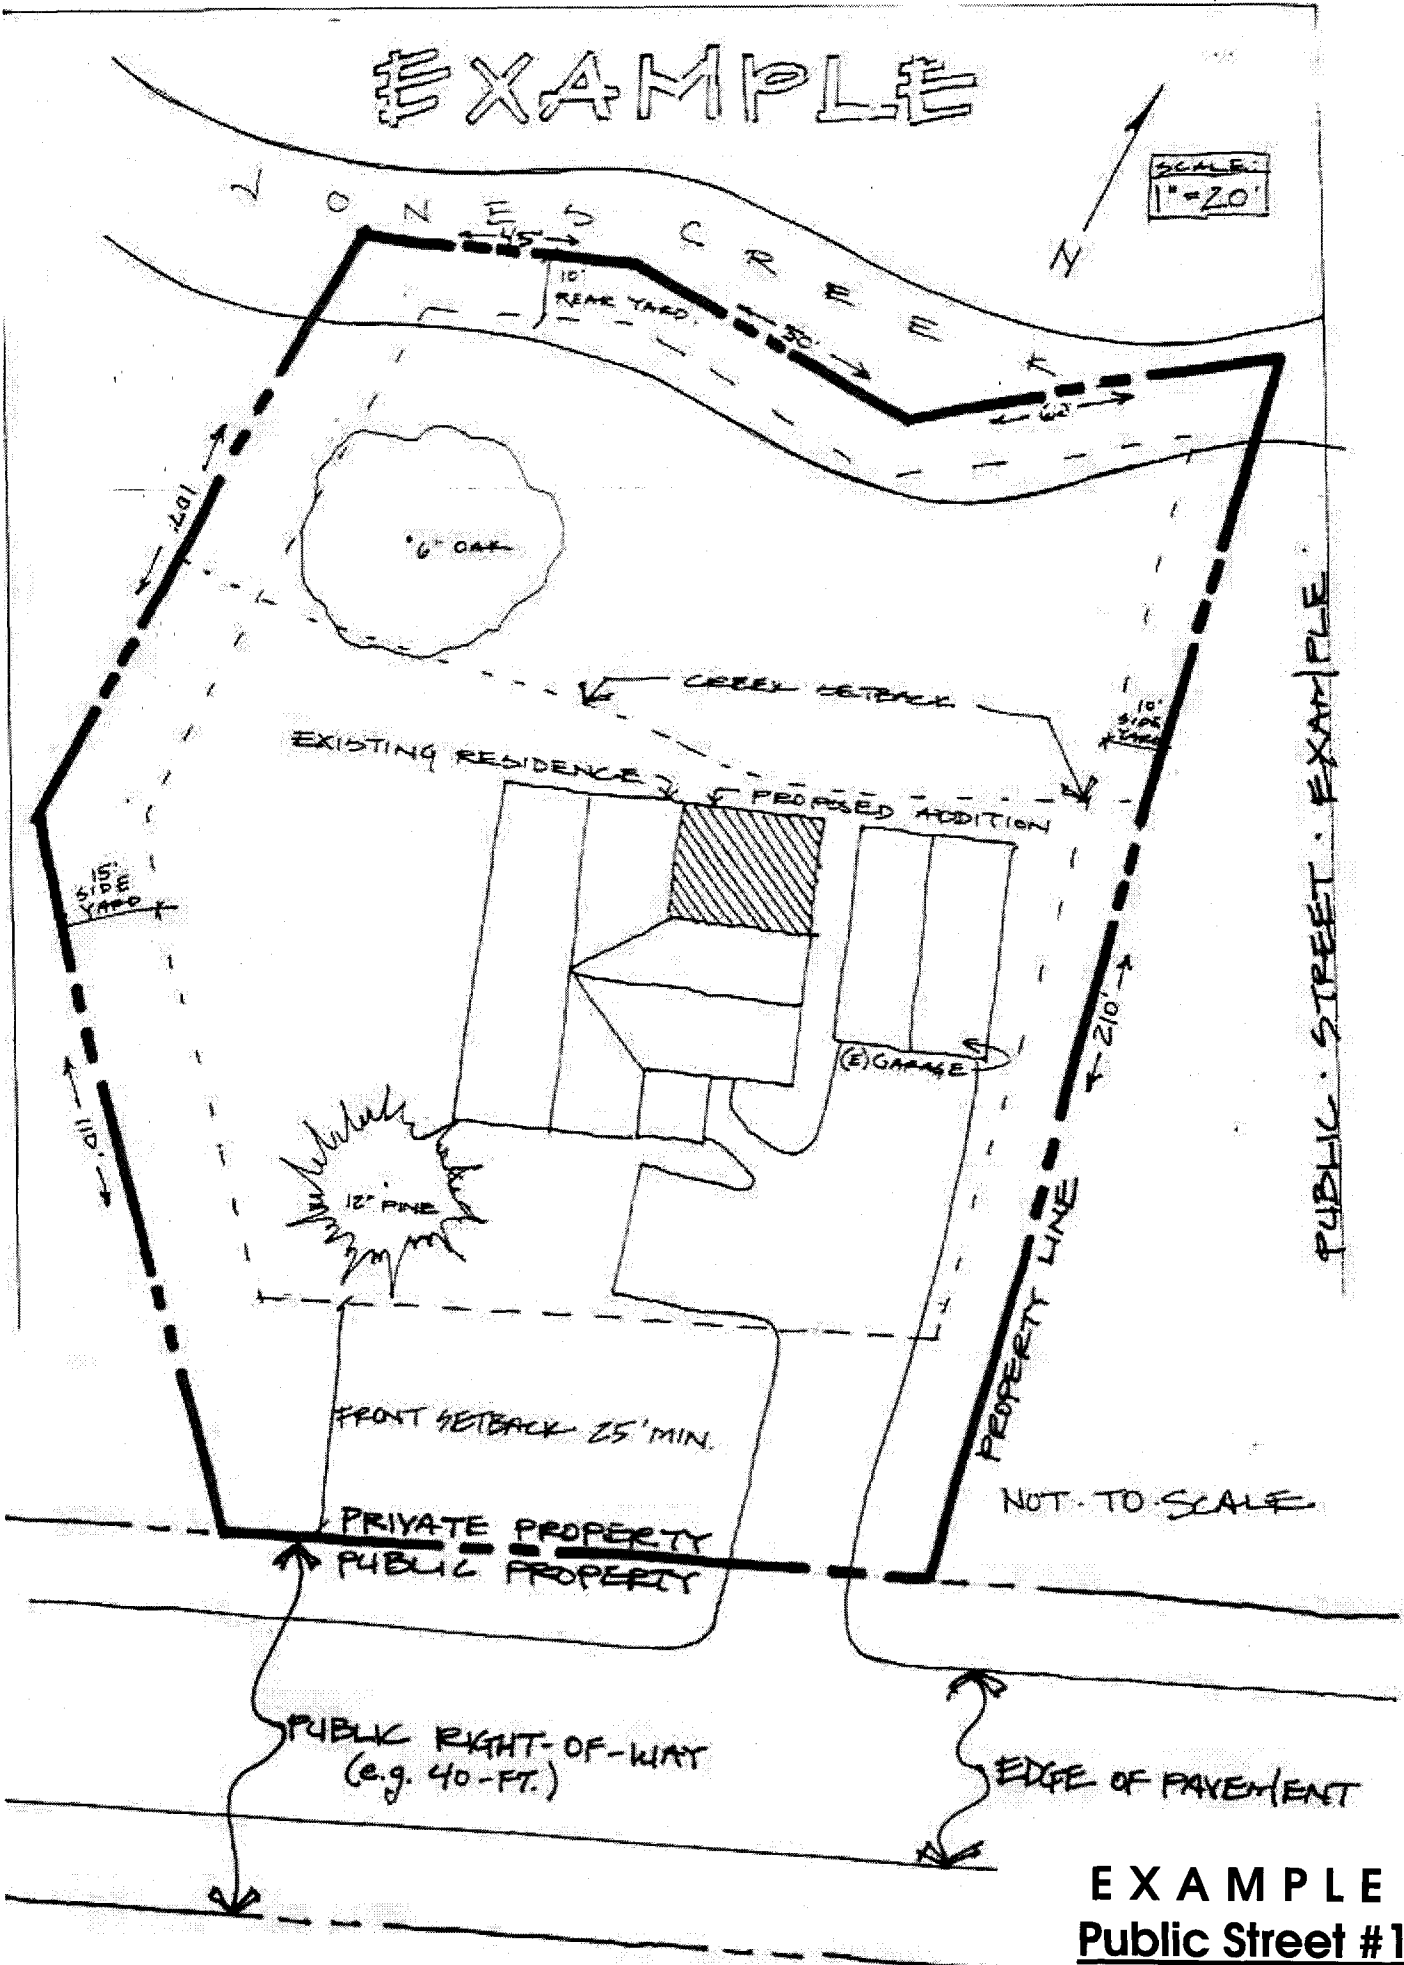 EXAMPLE
SCALE:
1"=20'
N
JONES CREEK
45'
10'
REAR YARD.
50'
60'
107'
6" OAK
CREEK SETBACK
10'
SIDE
YARD
EXISTING RESIDENCE
PROPOSED ADDITION
15'
SIDE
YARD
(E) GARAGE
210'
110'
12" PINE
PUBLIC · STREET · EXAMPLE
PROPERTY LINE
FRONT SETBACK 25' MIN.
NOT · TO · SCALE
PRIVATE PROPERTY
PUBLIC PROPERTY
PUBLIC RIGHT-OF-WAY
(e.g. 40-FT.)
EDGE OF PAVEMENT
EXAMPLE
Public Street #1